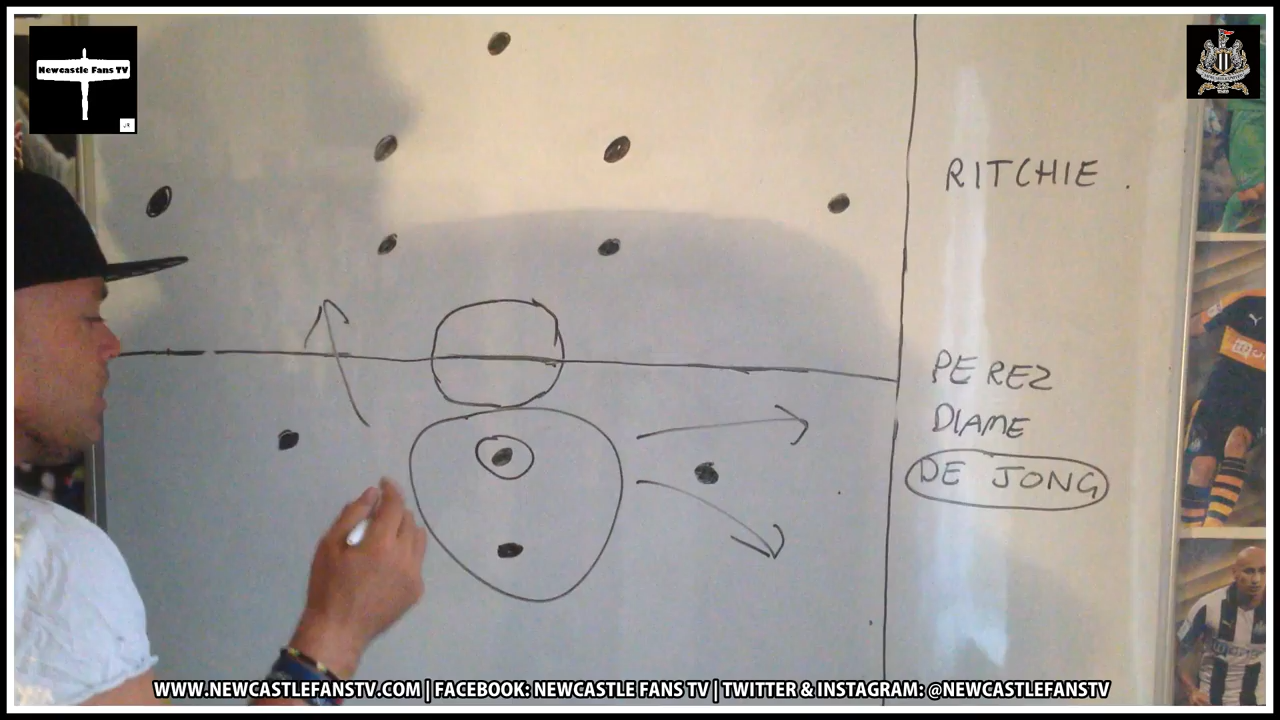 Newcastle Fans TV
RITCHIE .
PEREZ
DIAME
DE JONG
WWW.NEWCASTLEFANSTV.COM | FACEBOOK: NEWCASTLE FANS TV | TWITTER & INSTAGRAM: @NEWCASTLEFANSTV